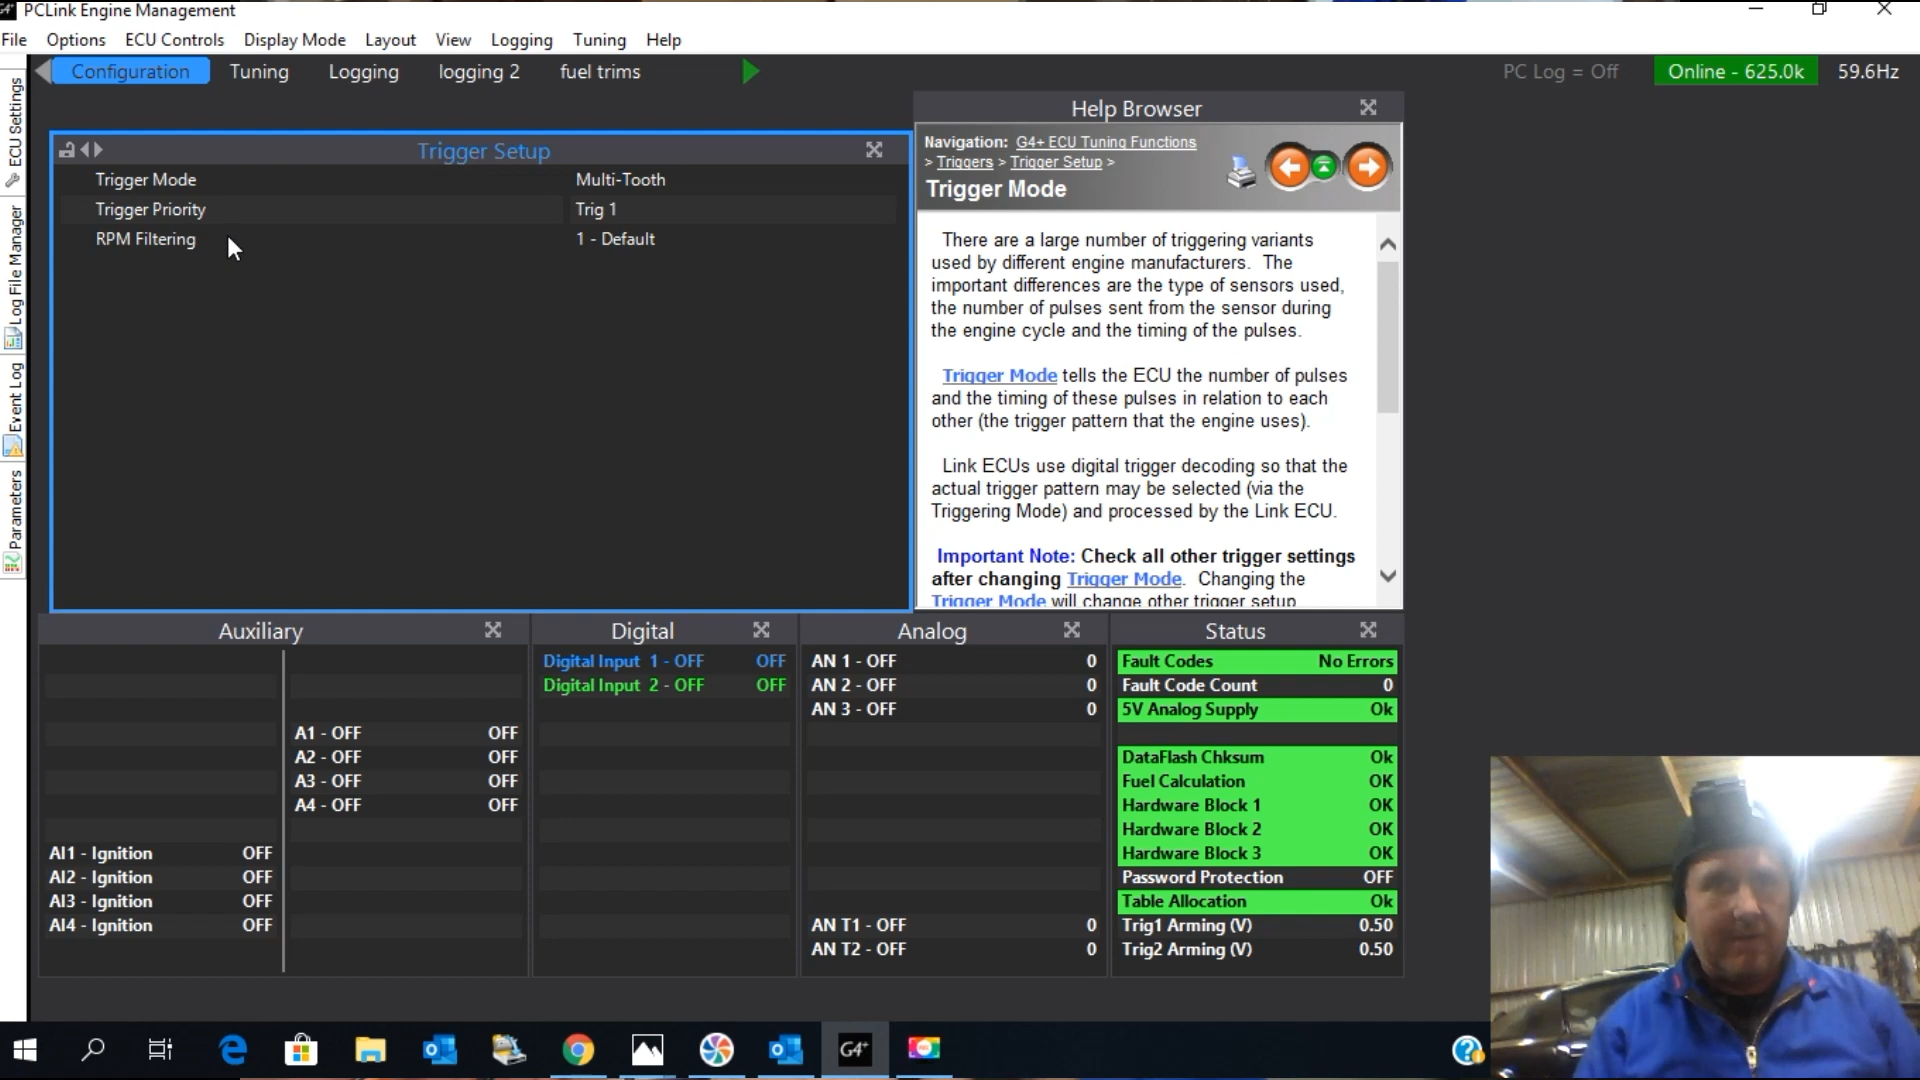 G4+ PCLink Engine Management
File Options ECU Controls Display Mode Layout View Logging Tuning Help
Configuration Tuning Logging logging 2 fuel trims PC Log = Off Online - 625.0k 59.6Hz
ECU Settings
Log File Manager
Event Log
Parameters
Trigger Setup
Trigger Mode Multi-Tooth
Trigger Priority Trig 1
RPM Filtering 1 - Default
Help Browser
Navigation: G4+ ECU Tuning Functions
> Triggers > Trigger Setup >
Trigger Mode
There are a large number of triggering variants
used by different engine manufacturers. The
important differences are the type of sensors used,
the number of pulses sent from the sensor during
the engine cycle and the timing of the pulses.
Trigger Mode tells the ECU the number of pulses
and the timing of these pulses in relation to each
other (the trigger pattern that the engine uses).
Link ECUs use digital trigger decoding so that the
actual trigger pattern may be selected (via the
Triggering Mode) and processed by the Link ECU.
Important Note: Check all other trigger settings
after changing Trigger Mode. Changing the
Trigger Mode will change other trigger setup
Auxiliary
A1 - OFF OFF
A2 - OFF OFF
A3 - OFF OFF
A4 - OFF OFF
AI1 - Ignition OFF
AI2 - Ignition OFF
AI3 - Ignition OFF
AI4 - Ignition OFF
Digital
Digital Input 1 - OFF OFF
Digital Input 2 - OFF OFF
Analog
AN 1 - OFF 0
AN 2 - OFF 0
AN 3 - OFF 0
AN T1 - OFF 0
AN T2 - OFF 0
Status
Fault Codes No Errors
Fault Code Count 0
5V Analog Supply Ok
DataFlash Chksum Ok
Fuel Calculation OK
Hardware Block 1 OK
Hardware Block 2 OK
Hardware Block 3 OK
Password Protection OFF
Table Allocation Ok
Trig1 Arming (V) 0.50
Trig2 Arming (V) 0.50
G4+